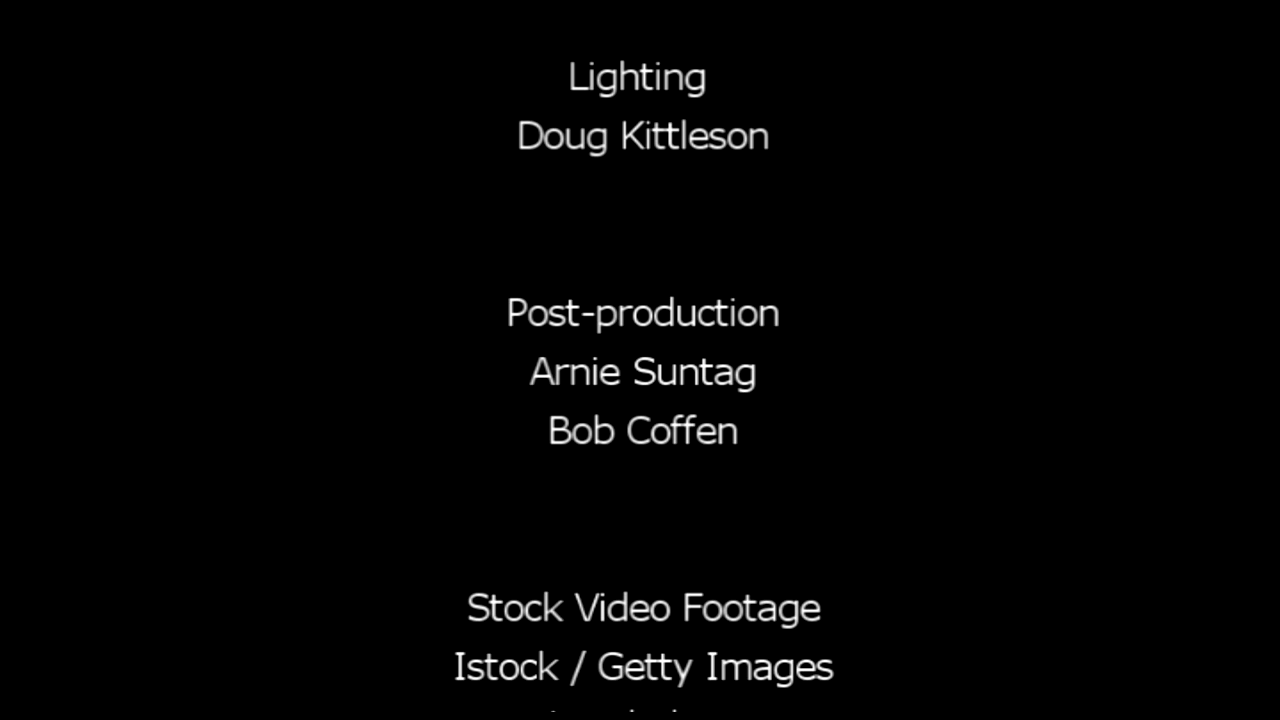 Lighting
Doug Kittleson
Post-production
Arnie Suntag
Bob Coffen
Stock Video Footage
Istock / Getty Images